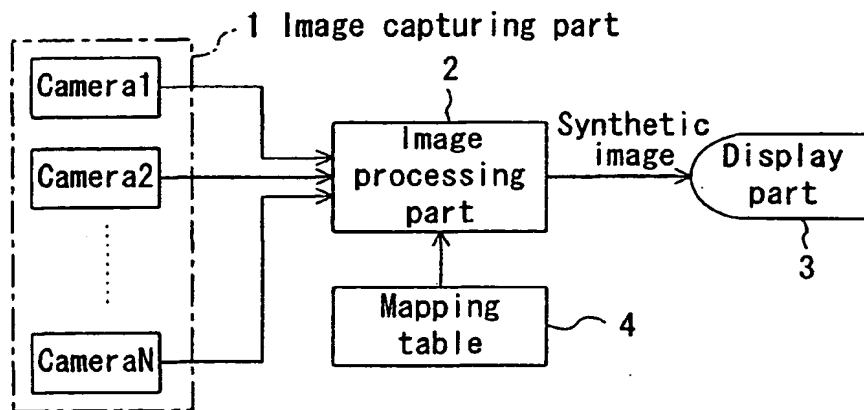 1 Image capturing part
Camera1
Camera2
CameraN
2
Image
processing
part
Mapping
table
4
Synthetic
image
Display
part
3